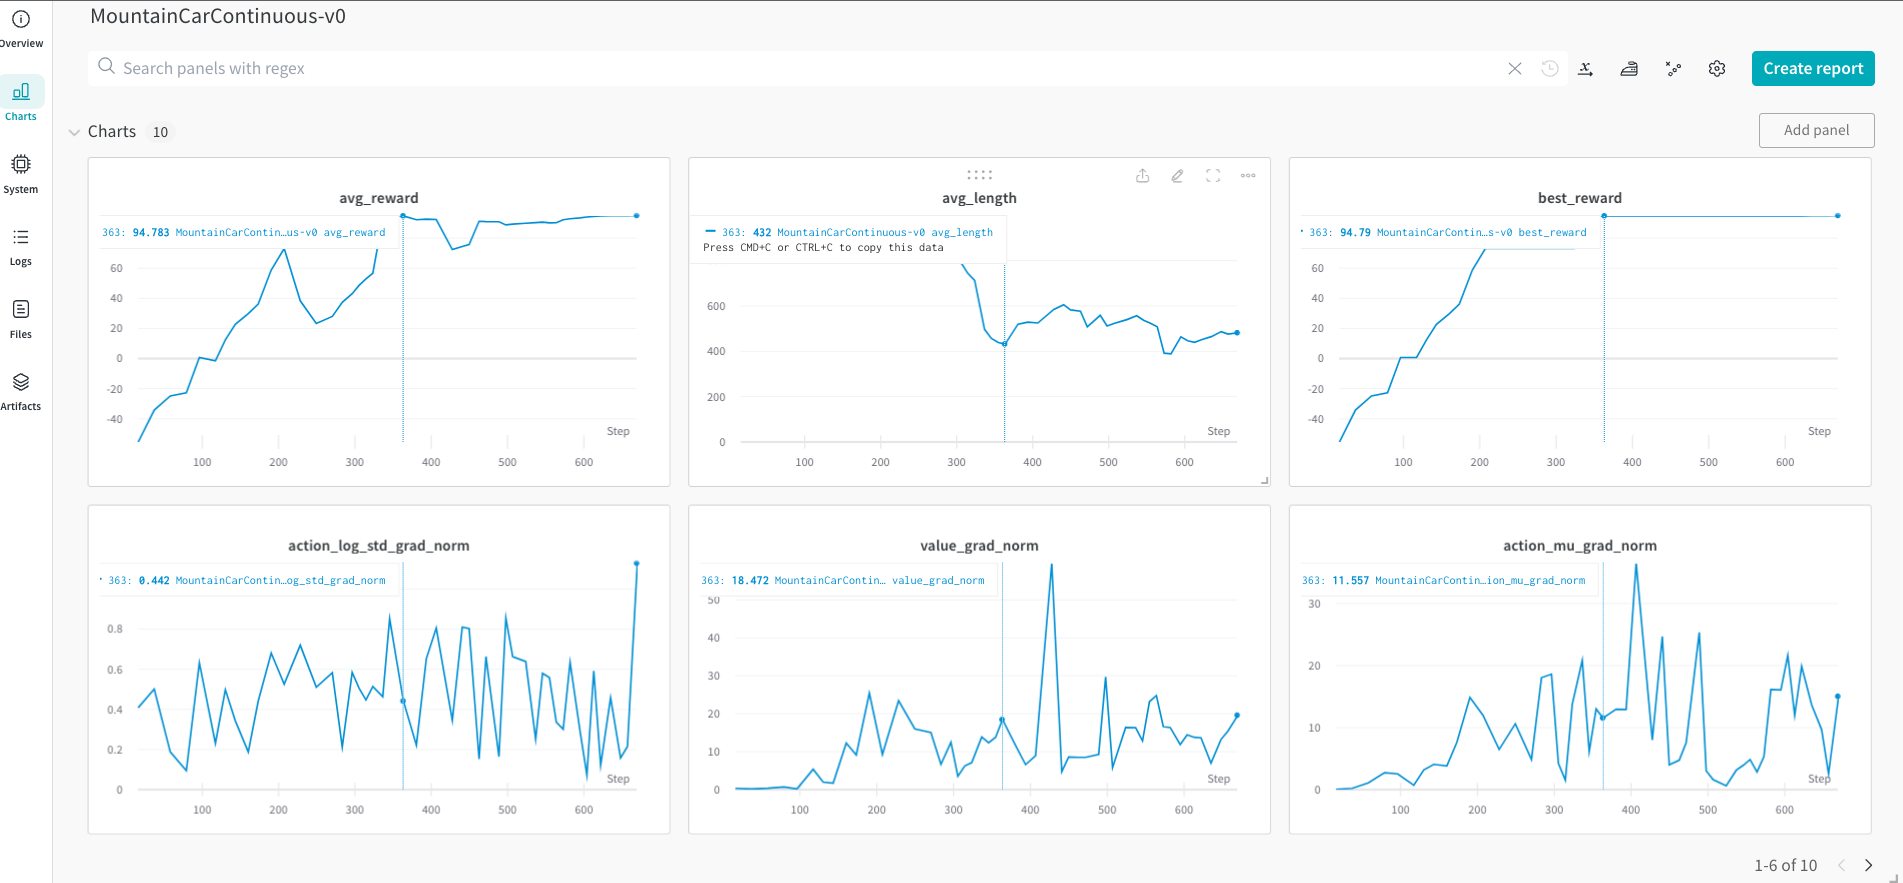 MountainCarContinuous-v0
Overview
Charts
System
Logs
Files
Artifacts
Search panels with regex
Create report
Charts 10
Add panel
avg_reward
363: 94.783 MountainCarContin…us-v0 avg_reward
60
40
20
0
-20
-40
Step
100 200 300 400 500 600
avg_length
363: 432 MountainCarContinuous-v0 avg_length
Press CMD+C or CTRL+C to copy this data
600
400
200
0
Step
100 200 300 400 500 600
best_reward
363: 94.79 MountainCarContin…s-v0 best_reward
60
40
20
0
-20
-40
Step
100 200 300 400 500 600
action_log_std_grad_norm
363: 0.442 MountainCarContin…og_std_grad_norm
0.8
0.6
0.4
0.2
0
Step
100 200 300 400 500 600
value_grad_norm
363: 18.472 MountainCarContin… value_grad_norm
50
40
30
20
10
0
Step
100 200 300 400 500 600
action_mu_grad_norm
363: 11.557 MountainCarContin…ion_mu_grad_norm
30
20
10
0
Step
100 200 300 400 500 600
1-6 of 10